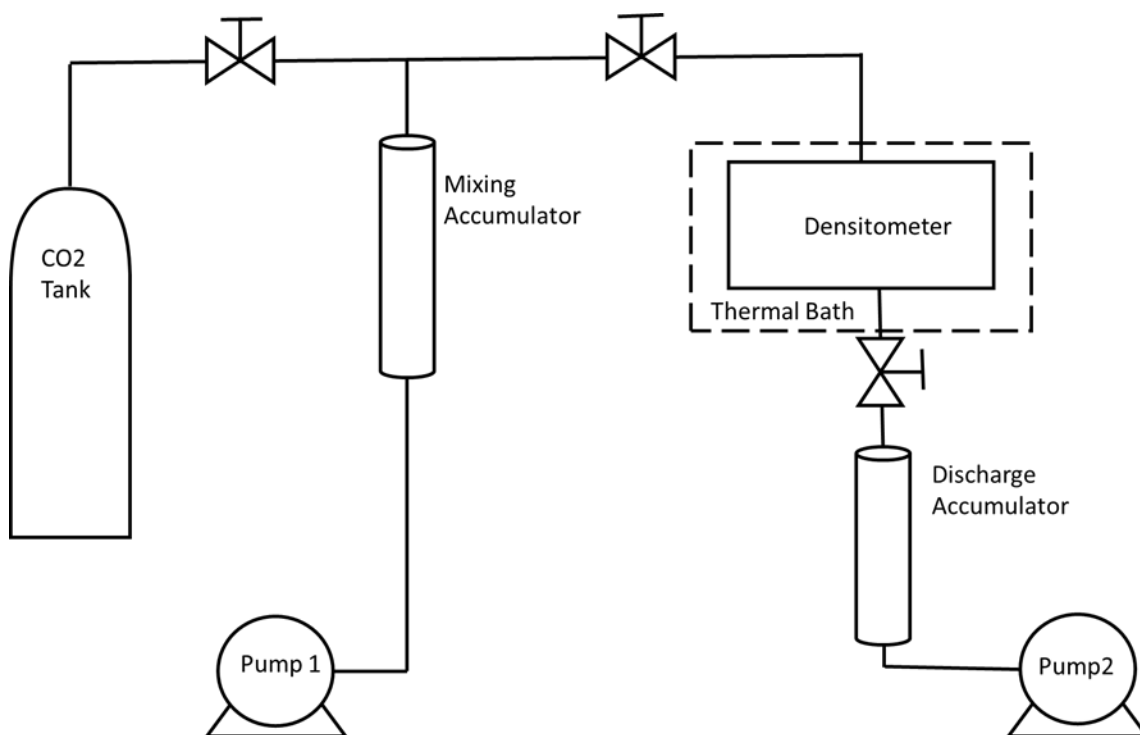 CO2
Tank
Mixing
Accumulator
Densitometer
Thermal Bath
Discharge
Accumulator
Pump 1
Pump2